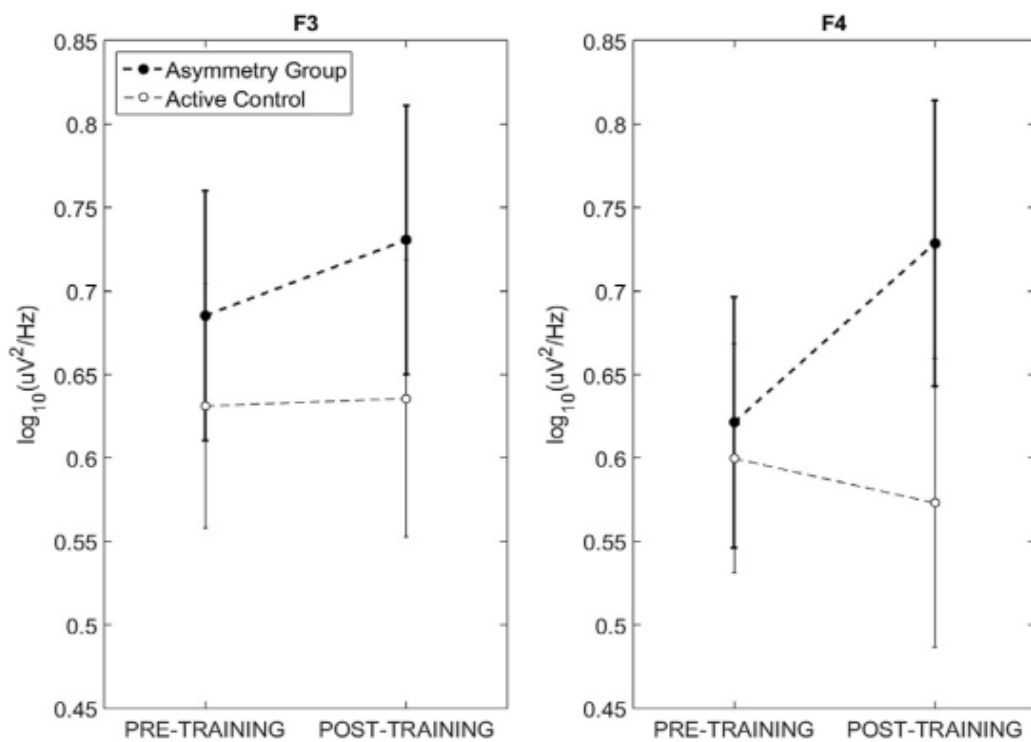 F3
0.85
0.8
0.75
0.7
0.65
0.6
0.55
0.5
0.45
log₁₀(uV²/Hz)
Asymmetry Group
Active Control
PRE-TRAINING POST-TRAINING
F4
0.85
0.8
0.75
0.7
0.65
0.6
0.55
0.5
0.45
log₁₀(uV²/Hz)
PRE-TRAINING POST-TRAINING